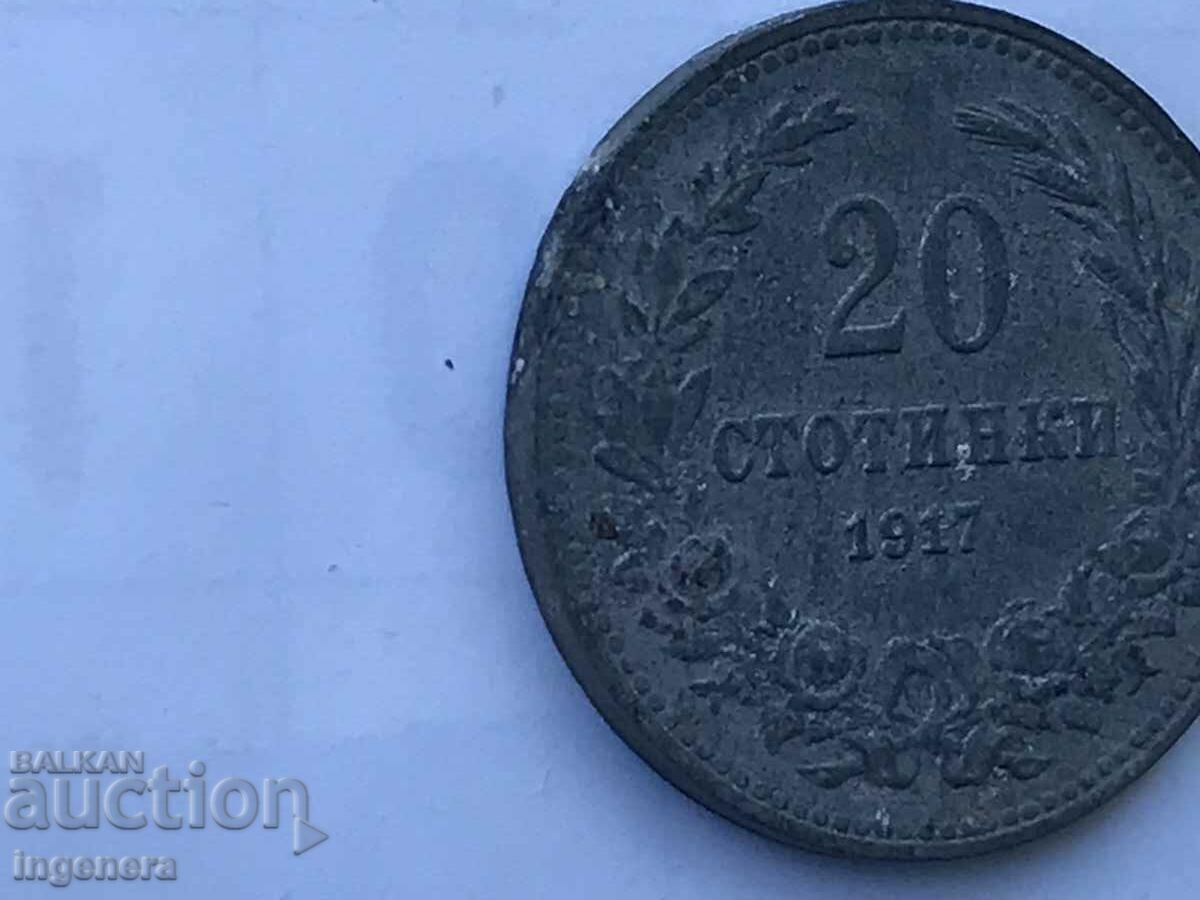 20
СТОТИНКИ
1917
BALKAN
auction
ingenera